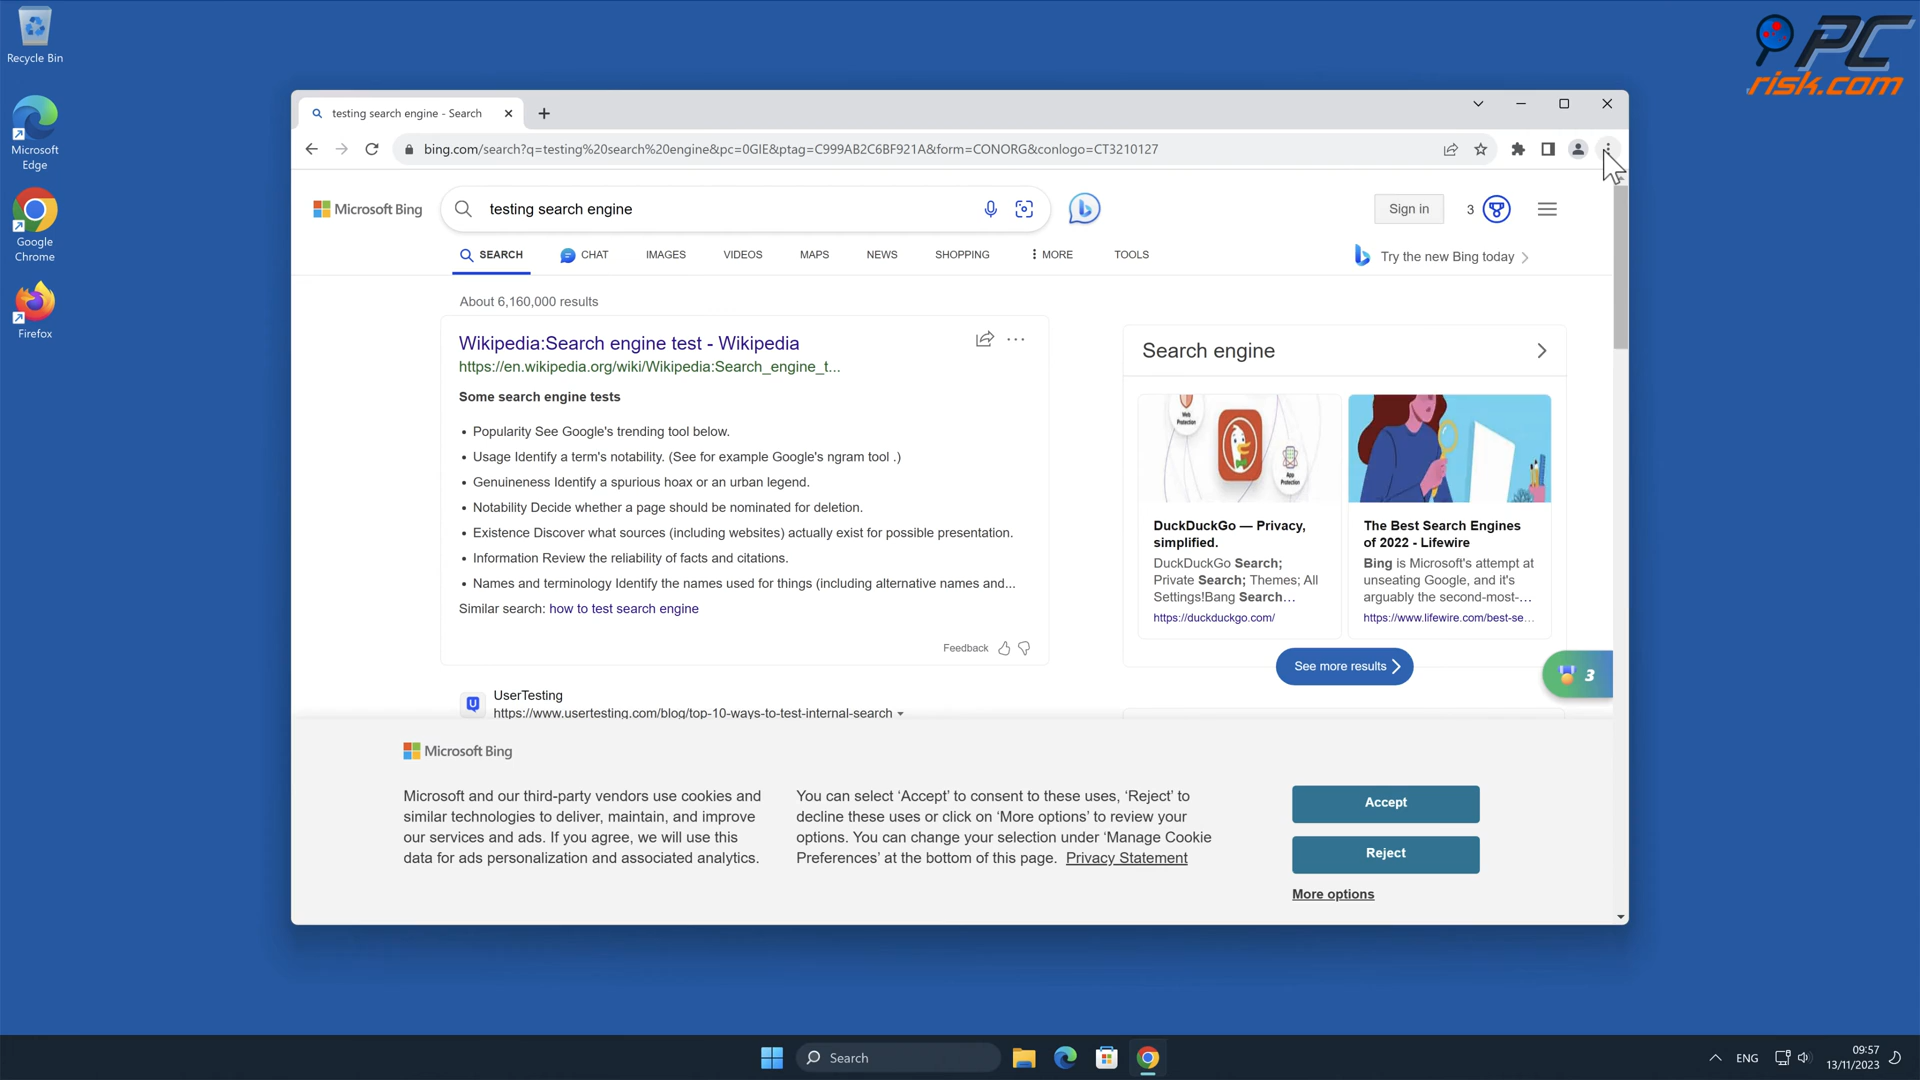 Recycle Bin
Microsoft
Edge
Google
Chrome
Firefox
PC
risk.com
testing search engine - Search
bing.com/search?q=testing%20search%20engine&pc=0GIE&ptag=C999AB2C6BF921A&form=CONORG&conlogo=CT3210127
Microsoft Bing
testing search engine
Sign in
3
SEARCH
CHAT
IMAGES
VIDEOS
MAPS
NEWS
SHOPPING
MORE
TOOLS
Try the new Bing today
About 6,160,000 results
Wikipedia:Search engine test - Wikipedia
https://en.wikipedia.org/wiki/Wikipedia:Search_engine_t...
Some search engine tests
• Popularity See Google's trending tool below.
• Usage Identify a term's notability. (See for example Google's ngram tool .)
• Genuineness Identify a spurious hoax or an urban legend.
• Notability Decide whether a page should be nominated for deletion.
• Existence Discover what sources (including websites) actually exist for possible presentation.
• Information Review the reliability of facts and citations.
• Names and terminology Identify the names used for things (including alternative names and...
Similar search: how to test search engine
Feedback
UserTesting
https://www.usertesting.com/blog/top-10-ways-to-test-internal-search
Search engine
Web
Protection
App
Protection
DuckDuckGo — Privacy,
simplified.
DuckDuckGo Search;
Private Search; Themes; All
Settings!Bang Search...
https://duckduckgo.com/
The Best Search Engines
of 2022 - Lifewire
Bing is Microsoft's attempt at
unseating Google, and it's
arguably the second-most-...
https://www.lifewire.com/best-se...
See more results
3
Microsoft Bing
Microsoft and our third-party vendors use cookies and
similar technologies to deliver, maintain, and improve
our services and ads. If you agree, we will use this
data for ads personalization and associated analytics.
You can select ‘Accept’ to consent to these uses, ‘Reject’ to
decline these uses or click on ‘More options’ to review your
options. You can change your selection under ‘Manage Cookie
Preferences’ at the bottom of this page. Privacy Statement
Accept
Reject
More options
Search
ENG
09:57
13/11/2023